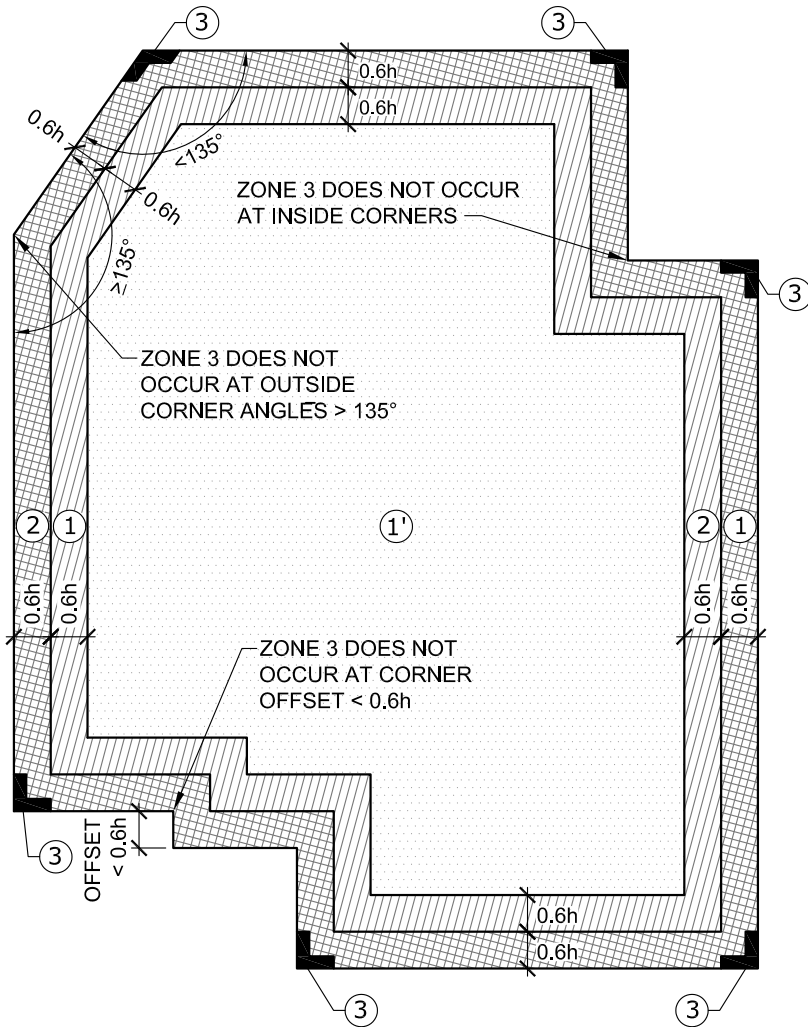 3
3
0.6h
0.6h
0.6h
<135°
0.6h
ZONE 3 DOES NOT OCCUR
AT INSIDE CORNERS
≥135°
3
ZONE 3 DOES NOT
OCCUR AT OUTSIDE
CORNER ANGLES > 135°
2
1
1'
2
1
0.6h
0.6h
0.6h
0.6h
ZONE 3 DOES NOT
OCCUR AT CORNER
OFFSET < 0.6h
3
OFFSET
< 0.6h
0.6h
0.6h
3
3